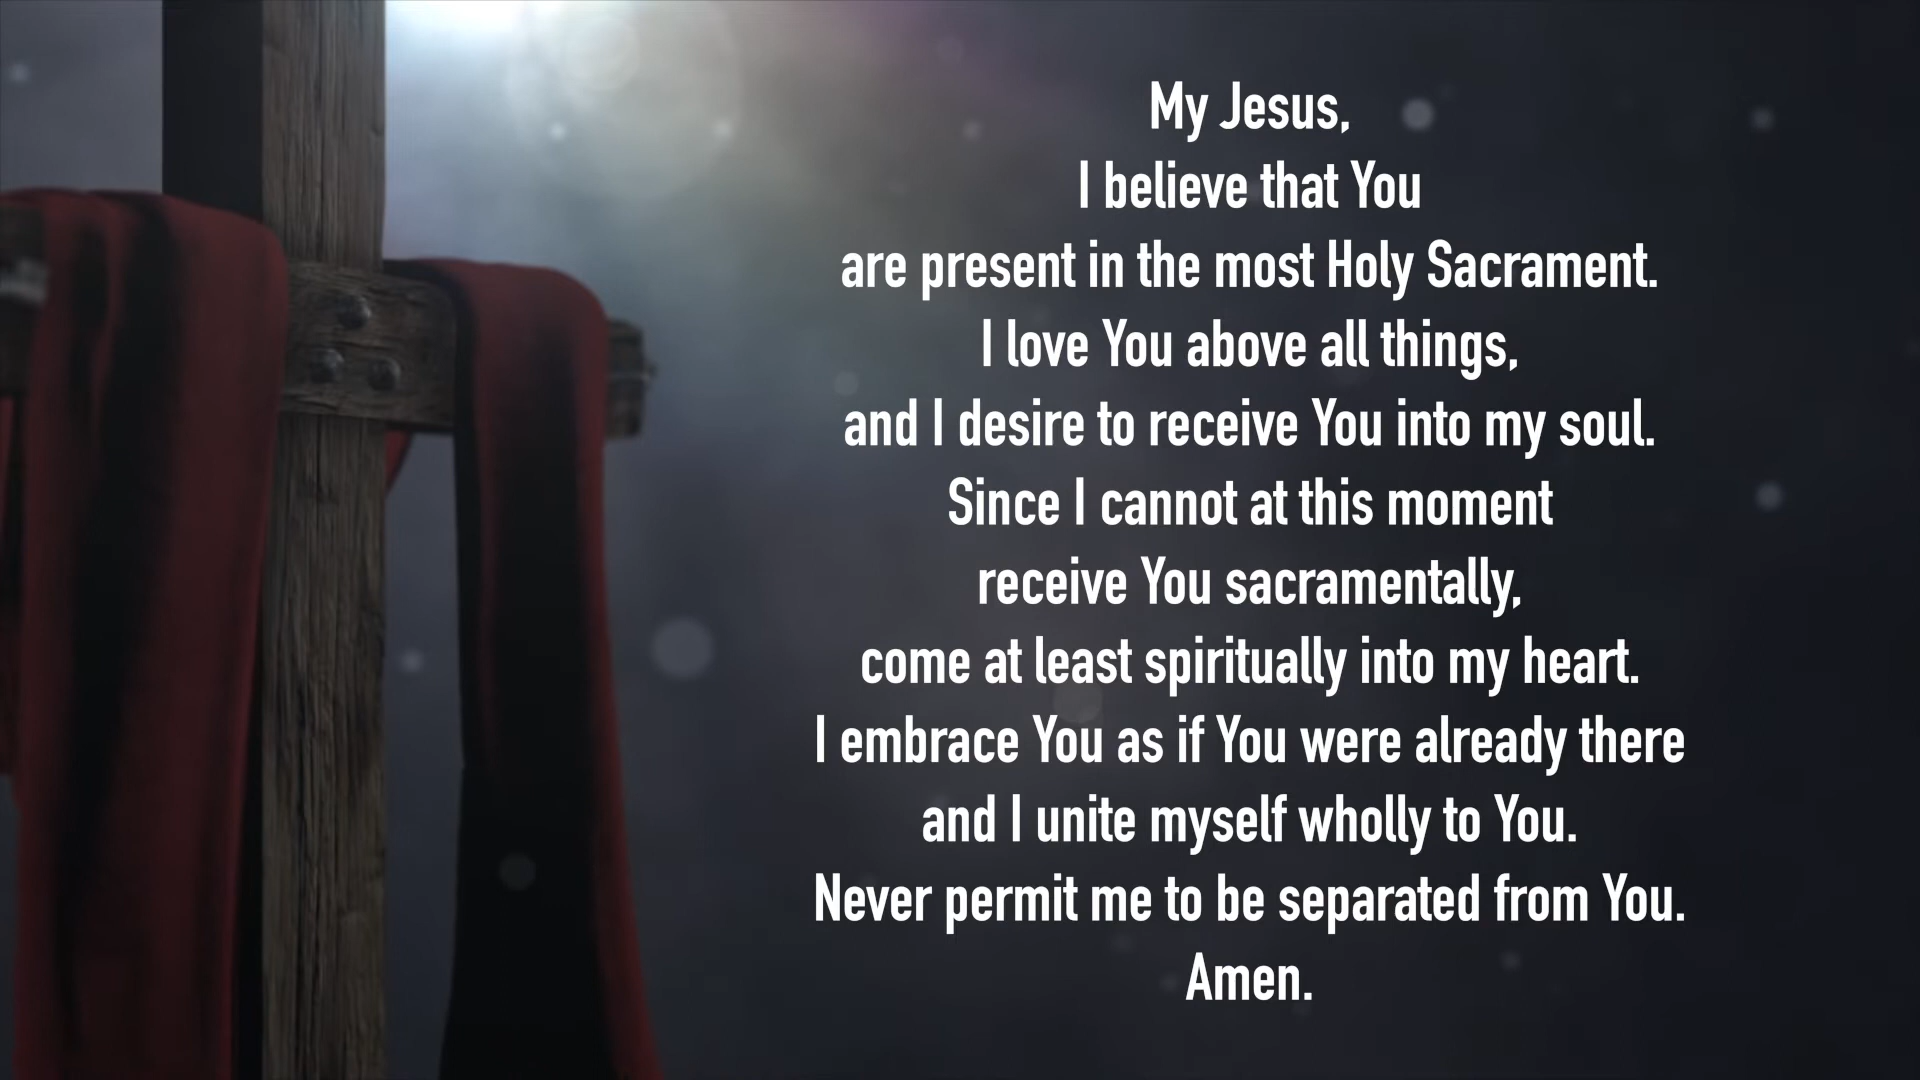 My Jesus,
I believe that You
are present in the most Holy Sacrament.
I love You above all things,
and I desire to receive You into my soul.
Since I cannot at this moment
receive You sacramentally,
come at least spiritually into my heart.
I embrace You as if You were already there
and I unite myself wholly to You.
Never permit me to be separated from You.
Amen.